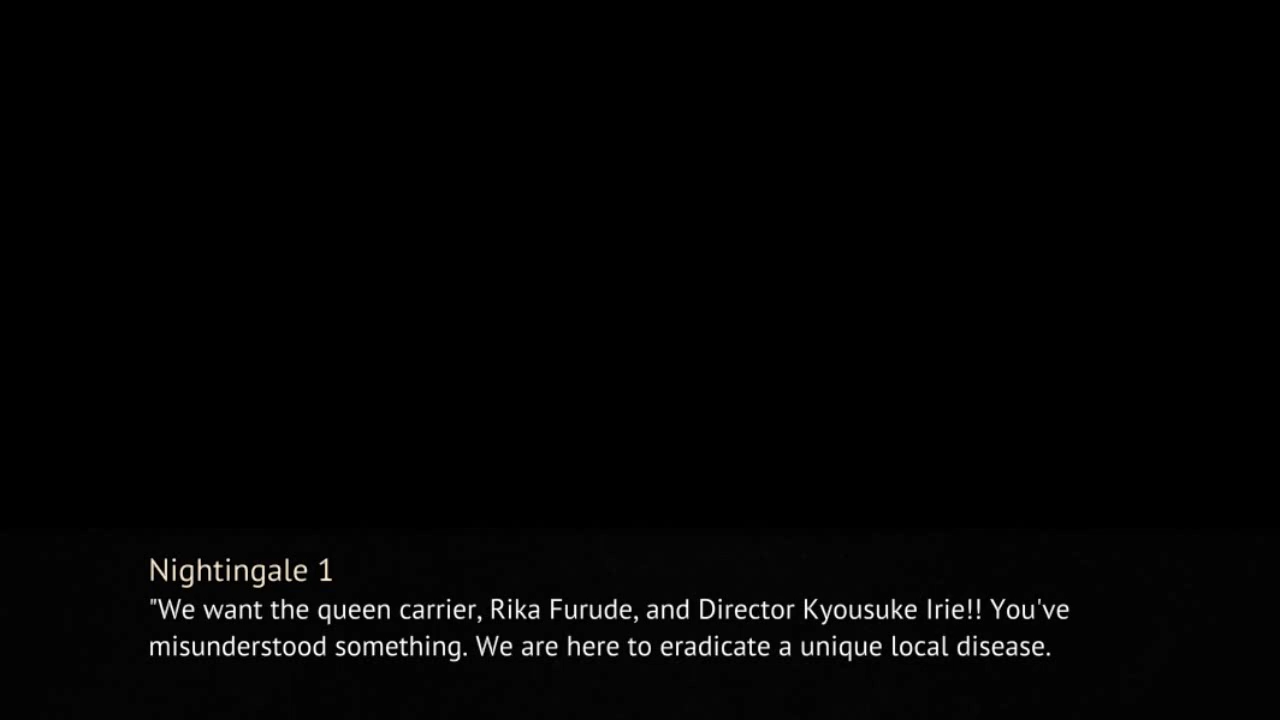 Nightingale 1
"We want the queen carrier, Rika Furude, and Director Kyousuke Irie!! You've
misunderstood something. We are here to eradicate a unique local disease.